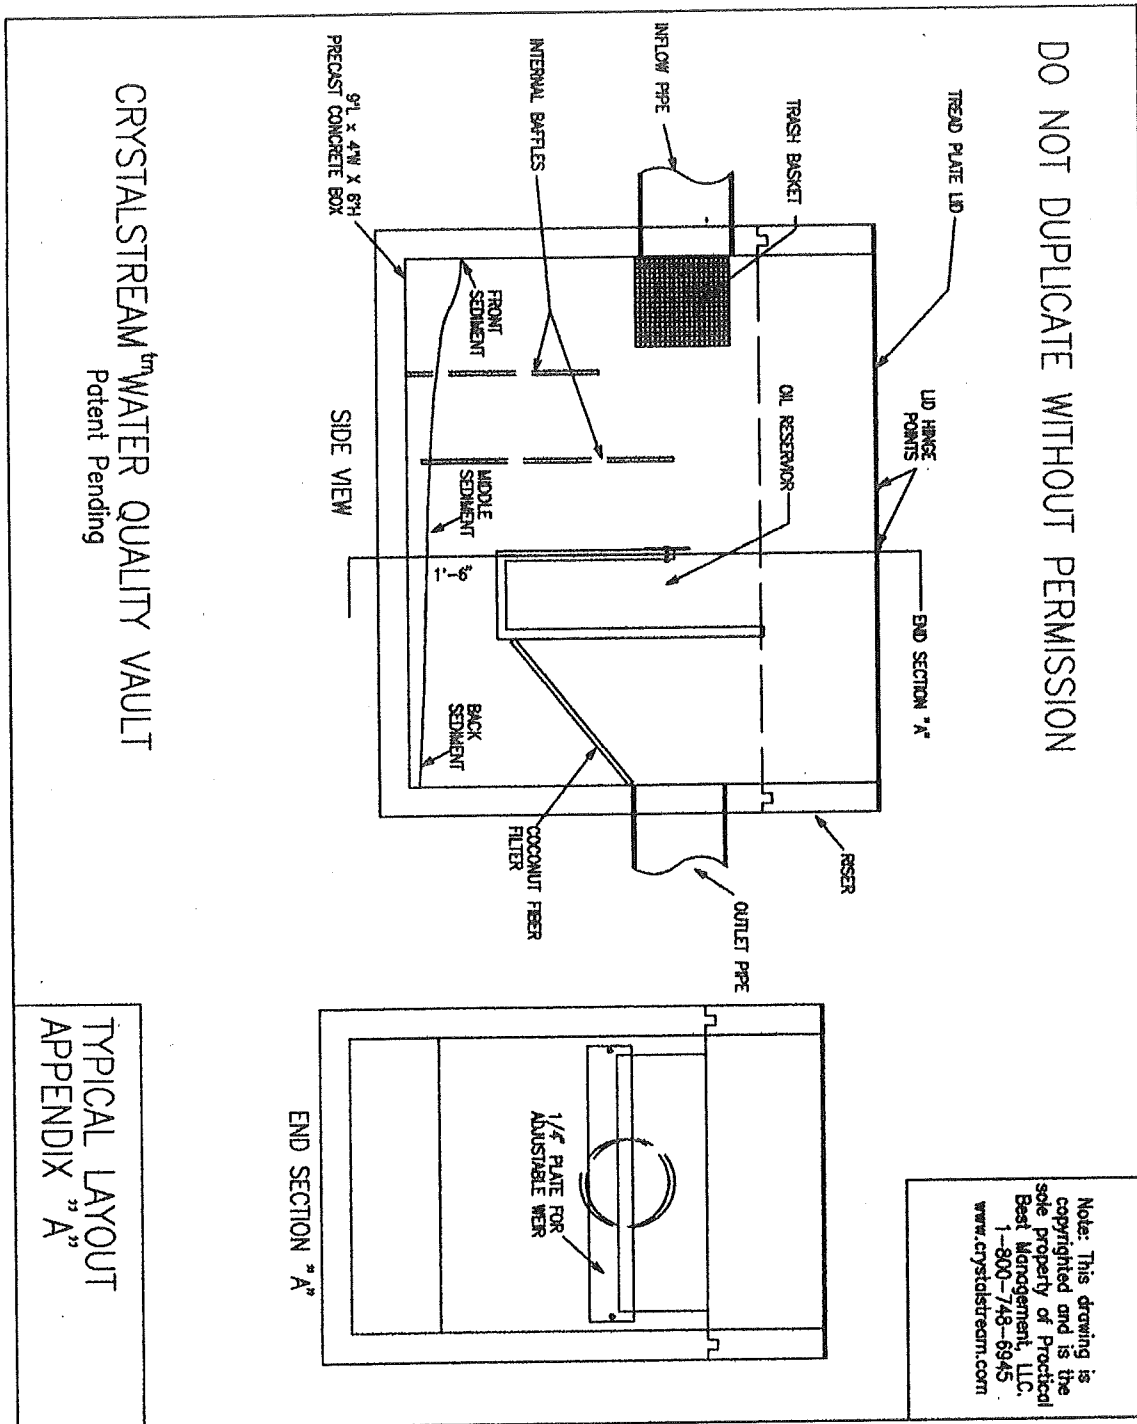 DO NOT DUPLICATE WITHOUT PERMISSION
Note: This drawing is
copyrighted and is the
sole property of Practical
Best Management, LLC.
1-800-748-6945
www.crystalstream.com
TREAD PLATE LID
LID HINGE
POINTS
END SECTION "A"
RISER
TRASH BASKET
INFLOW PIPE
OIL RESERVIOR
OUTLET PIPE
INTERNAL BAFFLES
COCONUT FIBER
FILTER
FRONT
SEDIMENT
MIDDLE
SEDIMENT
BACK
SEDIMENT
9'L x 4'W X 6'H
PRECAST CONCRETE BOX
SIDE VIEW
1/4" PLATE FOR
ADJUSTABLE WEIR
END SECTION "A"
CRYSTALSTREAM tm WATER QUALITY VAULT
Patent Pending
TYPICAL LAYOUT
APPENDIX "A"